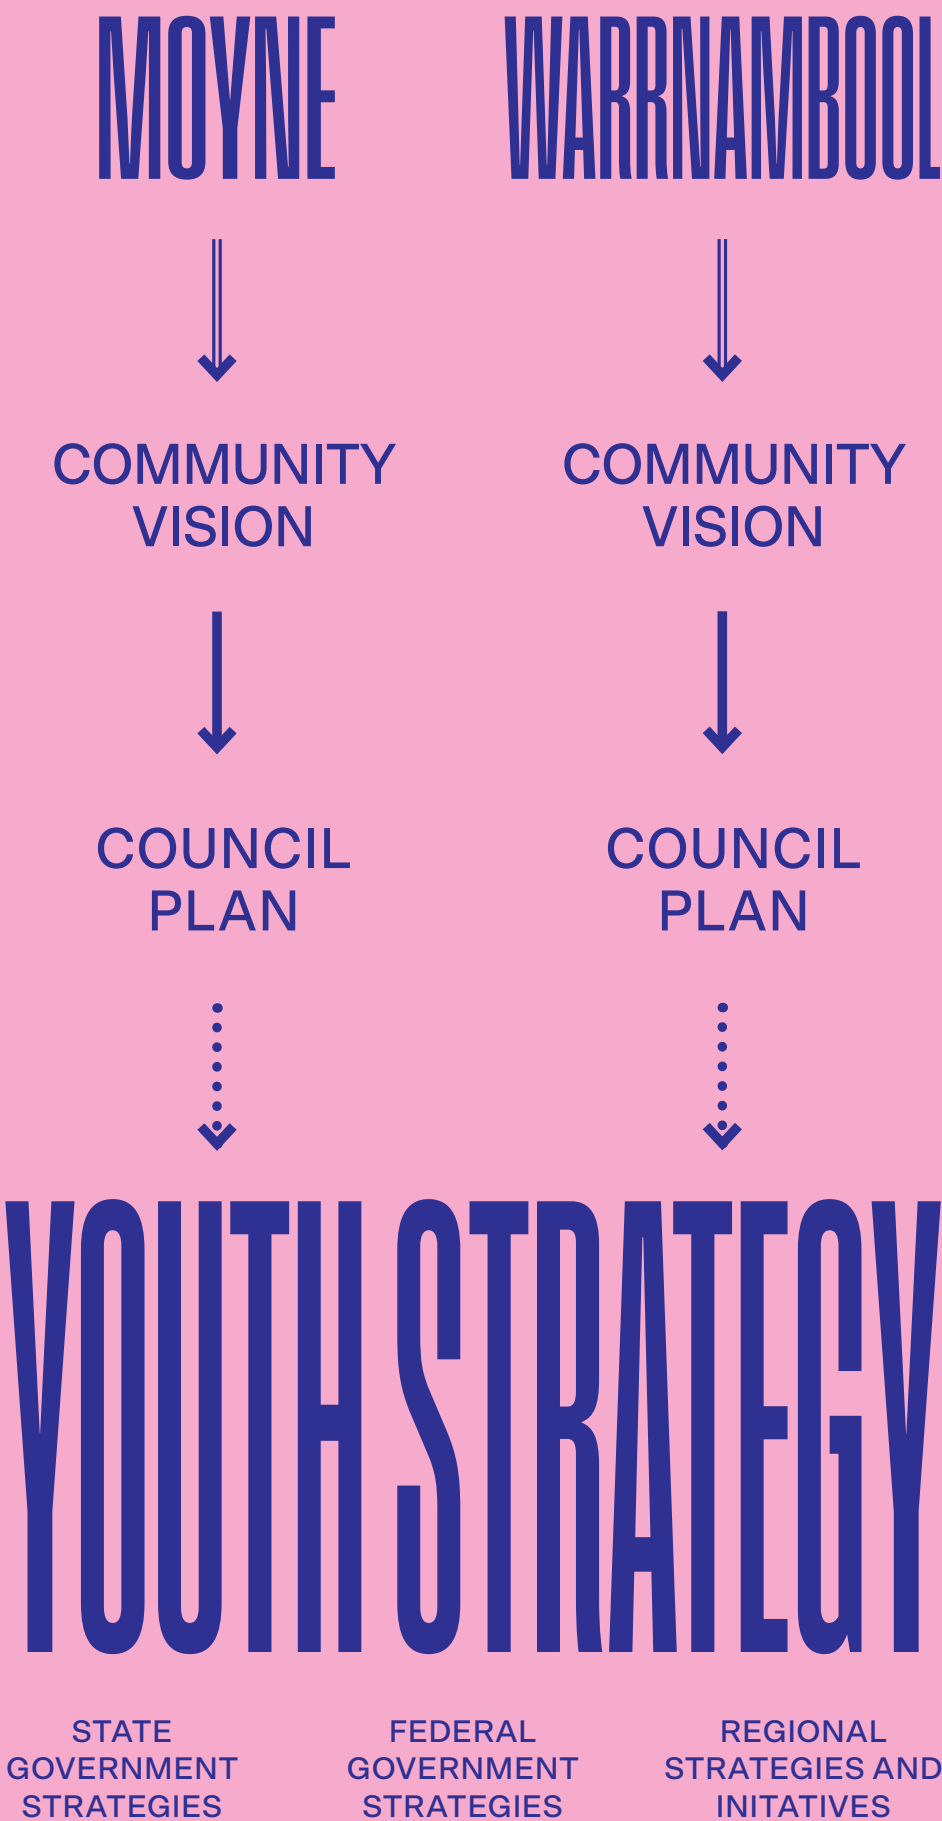 MOYNE
WARRNAMBOOL
COMMUNITY
VISION
COMMUNITY
VISION
COUNCIL
PLAN
COUNCIL
PLAN
YOUTH STRATEGY
STATE
GOVERNMENT
STRATEGIES
FEDERAL
GOVERNMENT
STRATEGIES
REGIONAL
STRATEGIES AND
INITATIVES